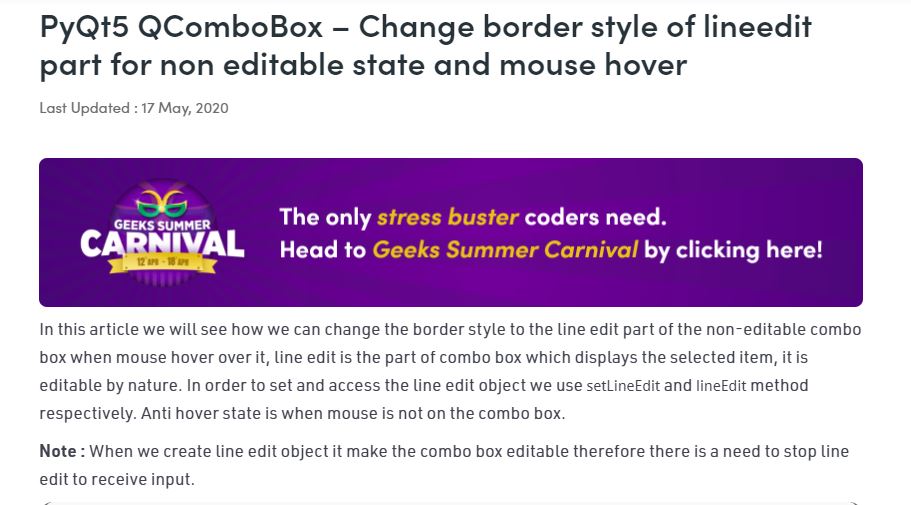 PyQt5 QComboBox – Change border style of lineedit
part for non editable state and mouse hover
Last Updated : 17 May, 2020
GEEKS SUMMER
CARNIVAL
12 APR - 18 APR
The only stress buster coders need.
Head to Geeks Summer Carnival by clicking here!
In this article we will see how we can change the border style to the line edit part of the non-editable combo
box when mouse hover over it, line edit is the part of combo box which displays the selected item, it is
editable by nature. In order to set and access the line edit object we use setLineEdit and lineEdit method
respectively. Anti hover state is when mouse is not on the combo box.
Note : When we create line edit object it make the combo box editable therefore there is a need to stop line
edit to receive input.